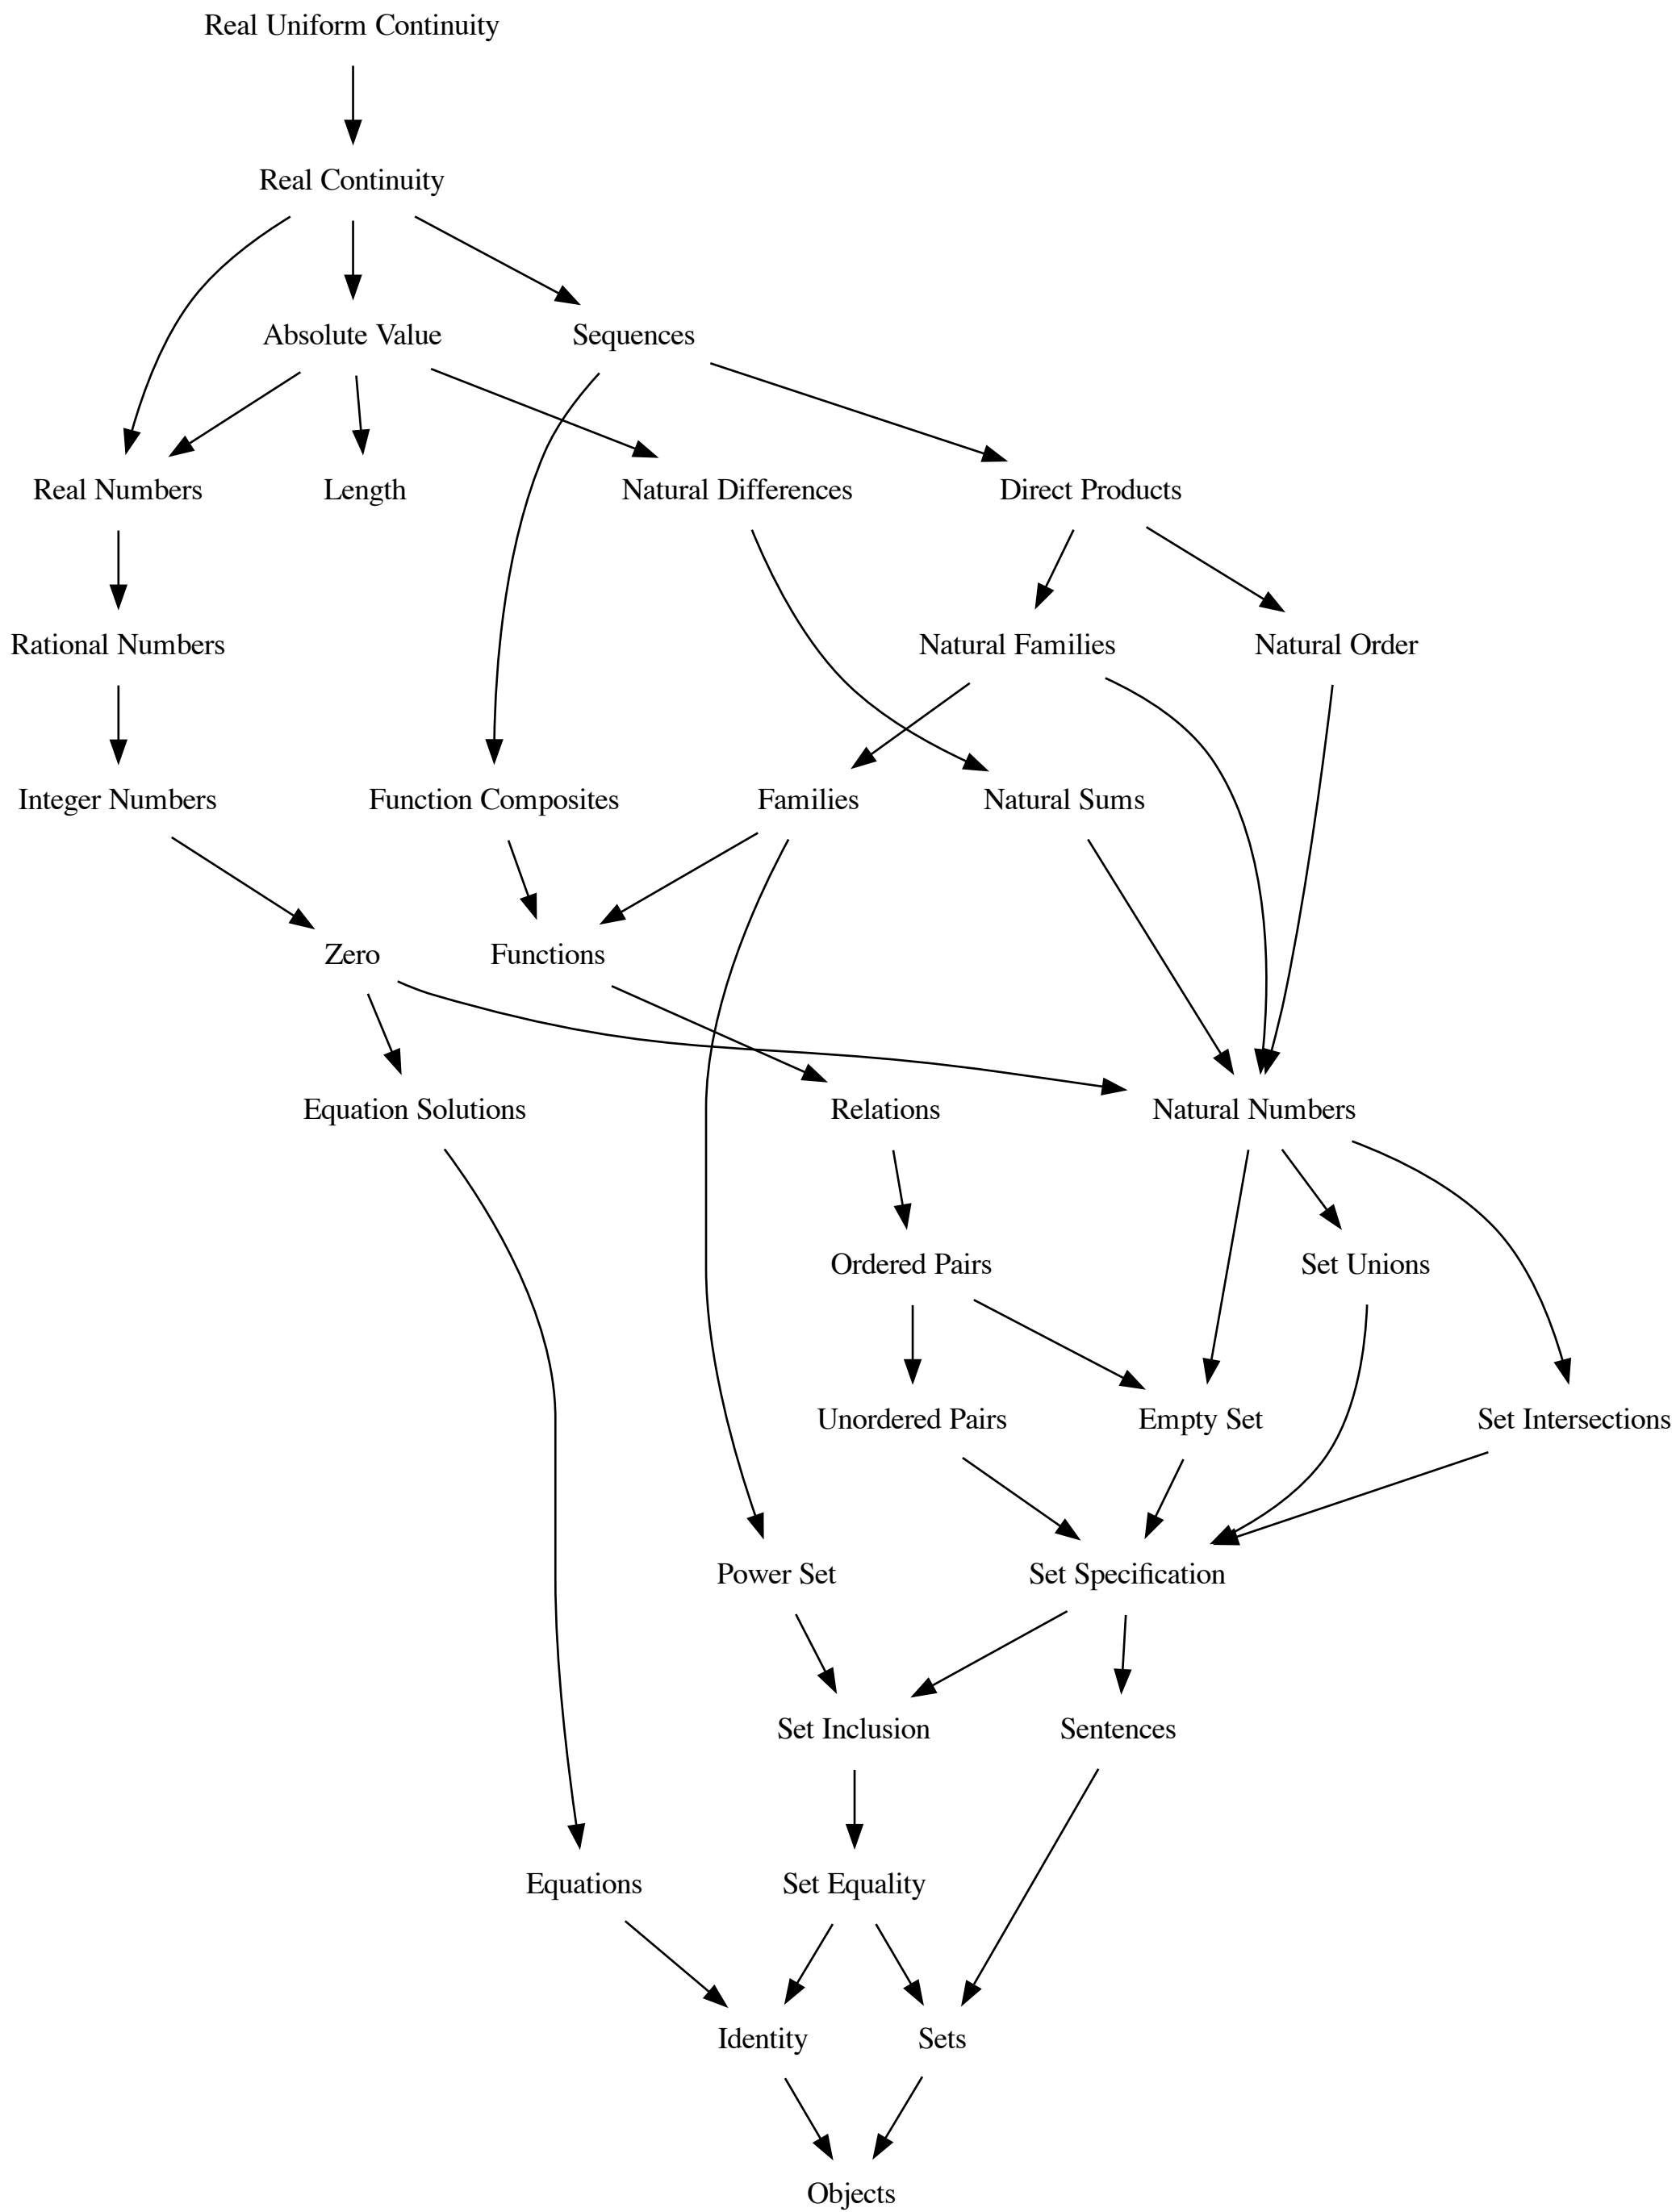 Real Uniform Continuity
Real Continuity
Absolute Value
Sequences
Real Numbers
Length
Natural Differences
Direct Products
Rational Numbers
Natural Families
Natural Order
Integer Numbers
Function Composites
Families
Natural Sums
Zero
Functions
Equation Solutions
Relations
Natural Numbers
Ordered Pairs
Set Unions
Unordered Pairs
Empty Set
Set Intersections
Power Set
Set Specification
Set Inclusion
Sentences
Equations
Set Equality
Identity
Sets
Objects